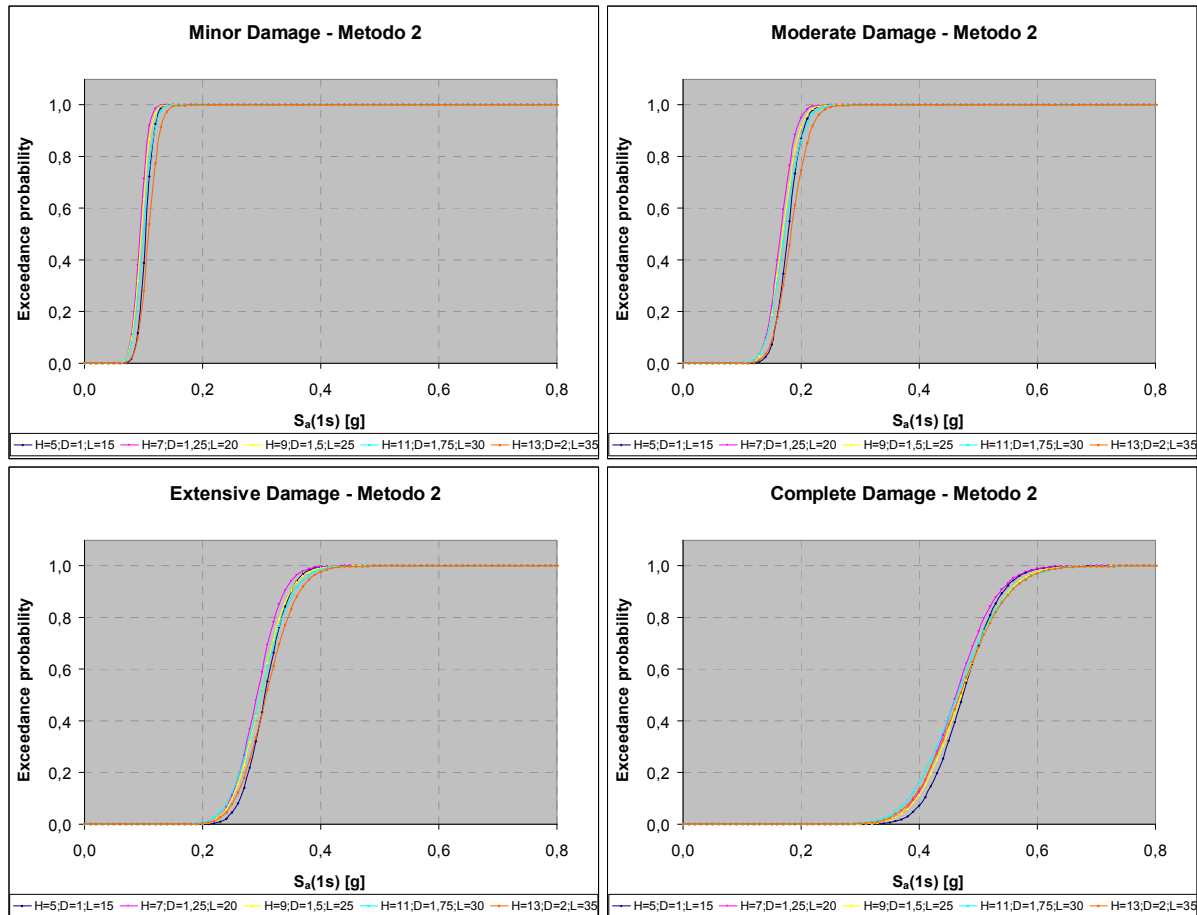 Minor Damage - Metodo 2
Exceedance probability
1,0
0,8
0,6
0,4
0,2
0,0
0,0 0,2 0,4 0,6 0,8
Sa(1s) [g]
H=5;D=1;L=15 H=7;D=1,25;L=20 H=9;D=1,5;L=25 H=11;D=1,75;L=30 H=13;D=2;L=35
Moderate Damage - Metodo 2
Exceedance probability
1,0
0,8
0,6
0,4
0,2
0,0
0,0 0,2 0,4 0,6 0,8
Sa(1s) [g]
H=5;D=1;L=15 H=7;D=1,25;L=20 H=9;D=1,5;L=25 H=11;D=1,75;L=30 H=13;D=2;L=35
Extensive Damage - Metodo 2
Exceedance probability
1,0
0,8
0,6
0,4
0,2
0,0
0,0 0,2 0,4 0,6 0,8
Sa(1s) [g]
H=5;D=1;L=15 H=7;D=1,25;L=20 H=9;D=1,5;L=25 H=11;D=1,75;L=30 H=13;D=2;L=35
Complete Damage - Metodo 2
Exceedance probability
1,0
0,8
0,6
0,4
0,2
0,0
0,0 0,2 0,4 0,6 0,8
Sa(1s) [g]
H=5;D=1;L=15 H=7;D=1,25;L=20 H=9;D=1,5;L=25 H=11;D=1,75;L=30 H=13;D=2;L=35